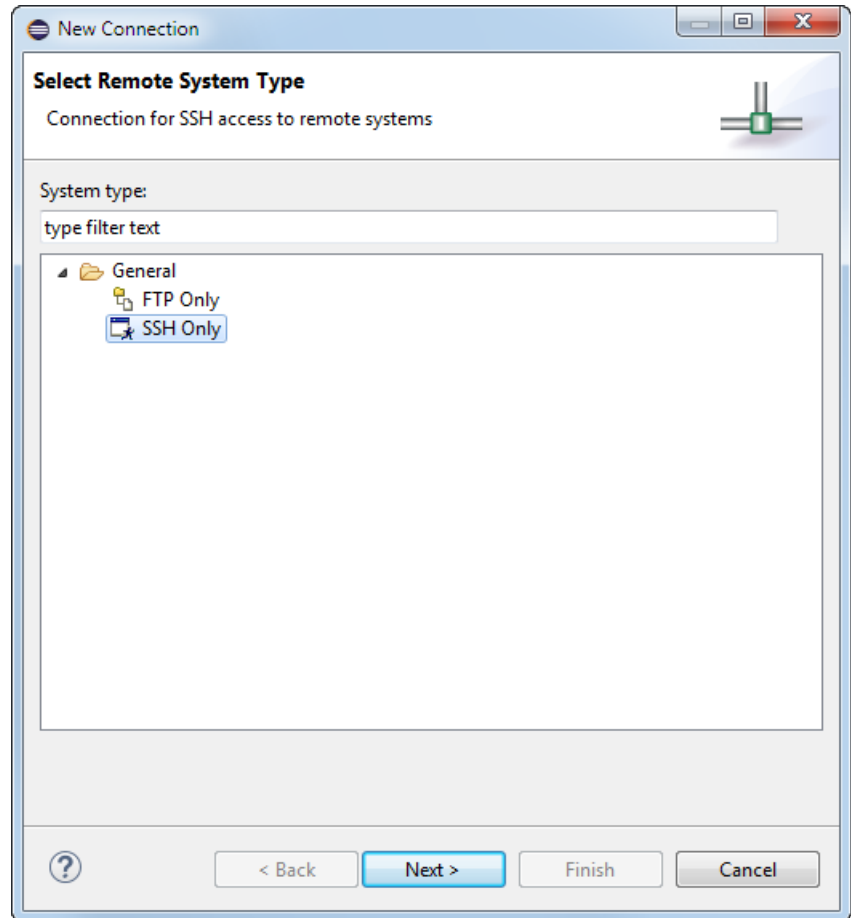 New Connection
Select Remote System Type
Connection for SSH access to remote systems
System type:
type filter text
General
FTP Only
SSH Only
? < Back Next > Finish Cancel